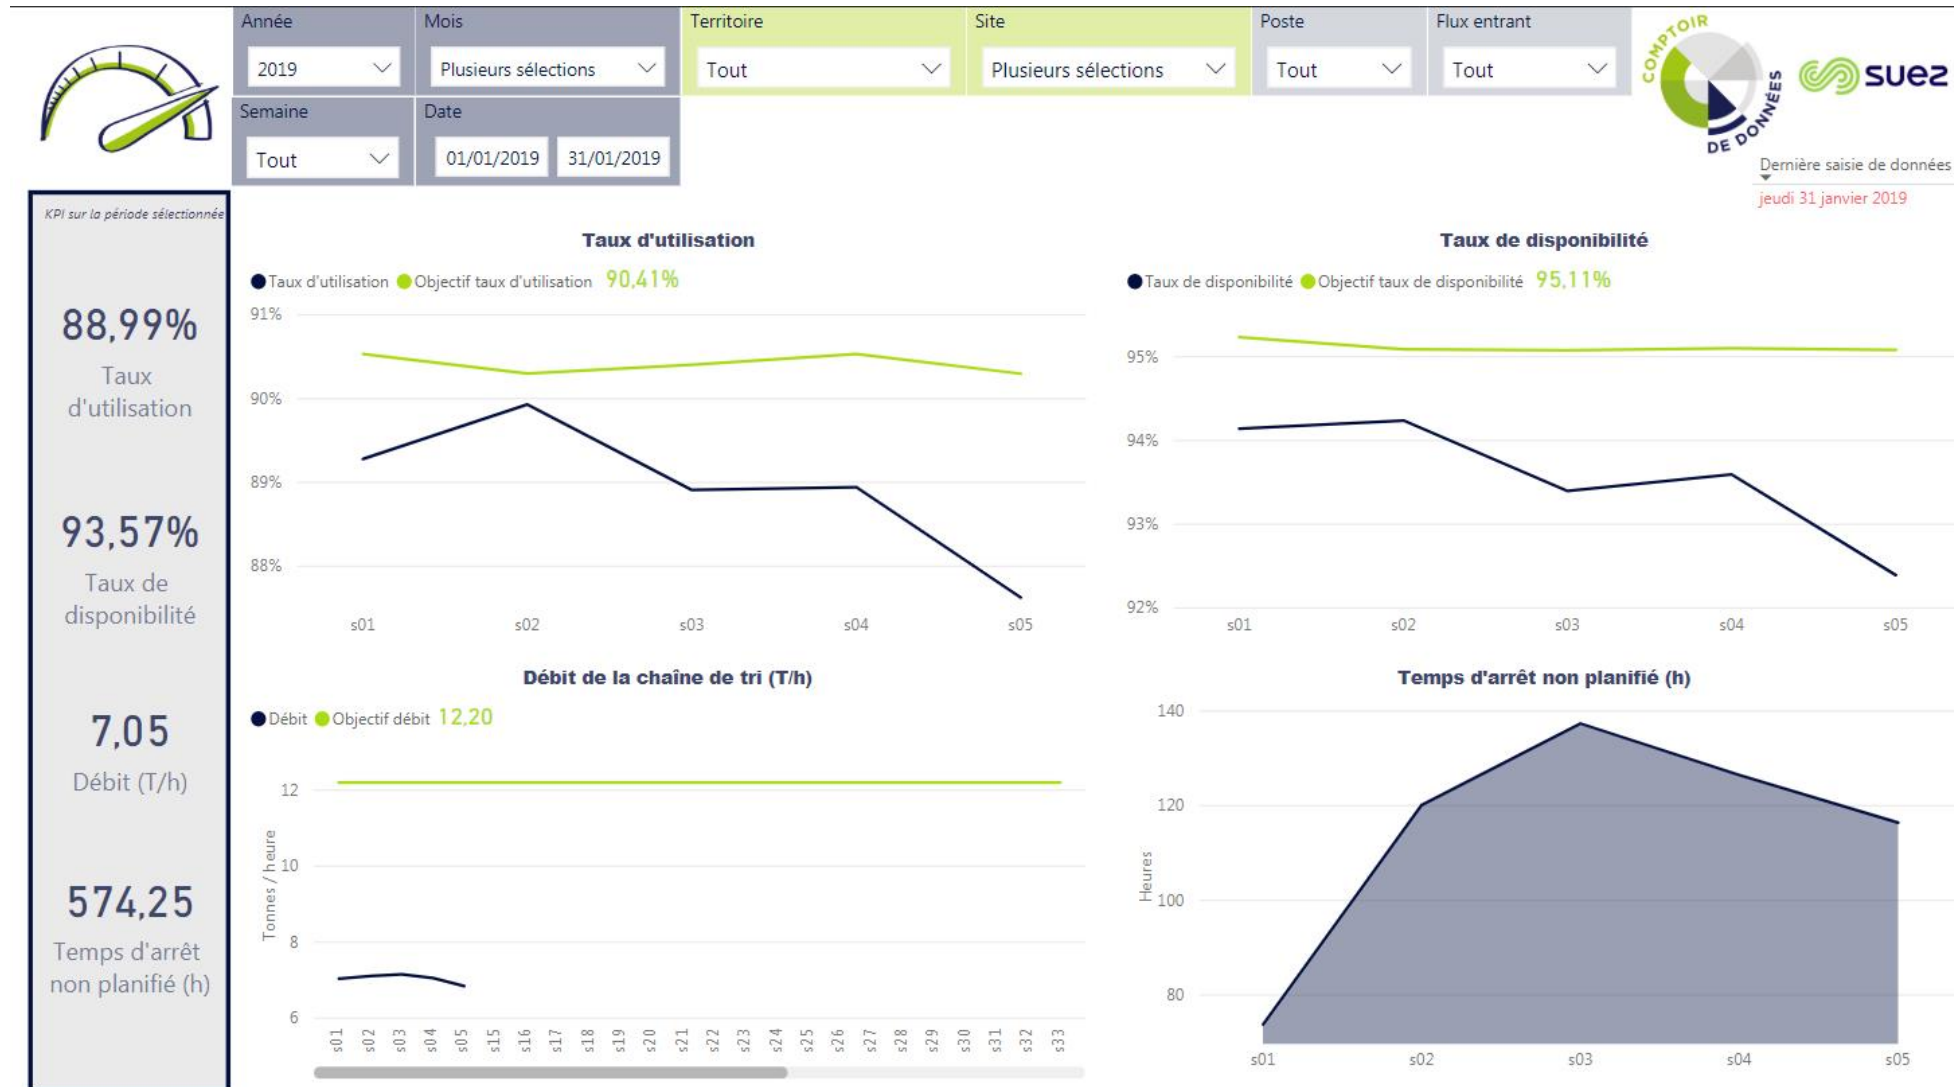 Année
Mois
Territoire
Site
Poste
Flux entrant
2019
Plusieurs sélections
Tout
Plusieurs sélections
Tout
Tout
COMPTOIR
DE DONNÉES
suez
Semaine
Date
Tout
01/01/2019
31/01/2019
Dernière saisie de données
jeudi 31 janvier 2019
KPI sur la période sélectionnée
88,99%
Taux
d'utilisation
93,57%
Taux de
disponibilité
7,05
Débit (T/h)
574,25
Temps d'arrêt
non planifié (h)
Taux d'utilisation
Taux d'utilisation Objectif taux d'utilisation 90,41%
91%
90%
89%
88%
s01 s02 s03 s04 s05
Taux de disponibilité
Taux de disponibilité Objectif taux de disponibilité 95,11%
95%
94%
93%
92%
s01 s02 s03 s04 s05
Débit de la chaîne de tri (T/h)
Débit Objectif débit 12,20
Tonnes / heure
12
10
8
6
s01 s02 s03 s04 s05 s15 s16 s17 s18 s19 s20 s21 s22 s23 s24 s25 s26 s27 s28 s29 s30 s31 s32 s33
Temps d'arrêt non planifié (h)
Heures
140
120
100
80
s01 s02 s03 s04 s05